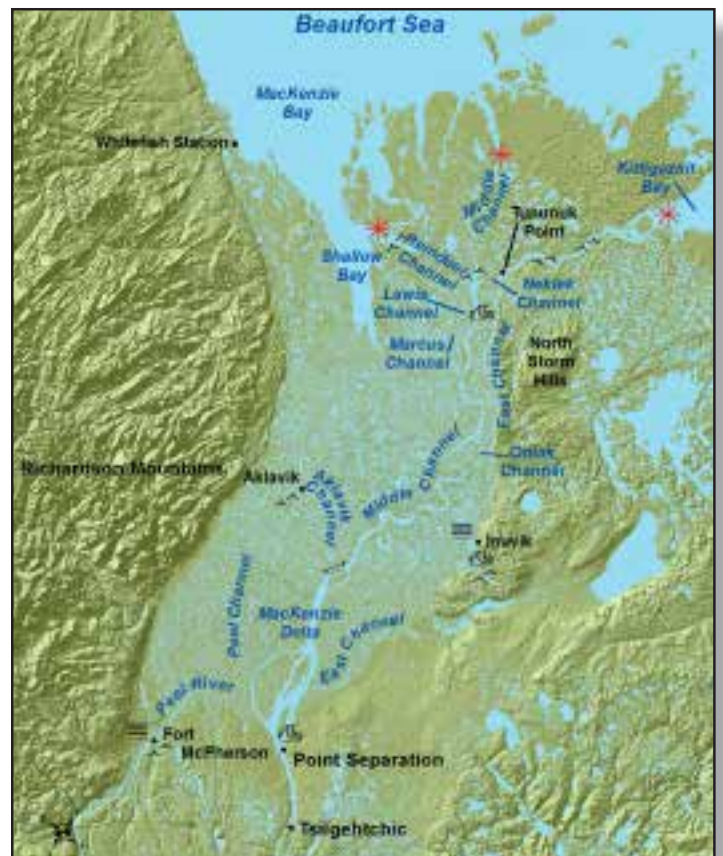 Beaufort Sea
MacKenzie
Bay
Whitefish Station
Kittigazuit
Bay
Middle
Channel
Tununuk
Point
Reindeer
Channel
Shallow
Bay
Neklek
Channel
Lewis
Channel
Marcus
Channel
East Channel
North
Storm
Hills
Oniak
Channel
Middle Channel
Richardson Mountains
Aklavik
Aklavik
Channel
Inuvik
Peel Channel
MacKenzie
Delta
East Channel
Peel River
Fort
McPherson
Point Separation
Tsiigehtchic